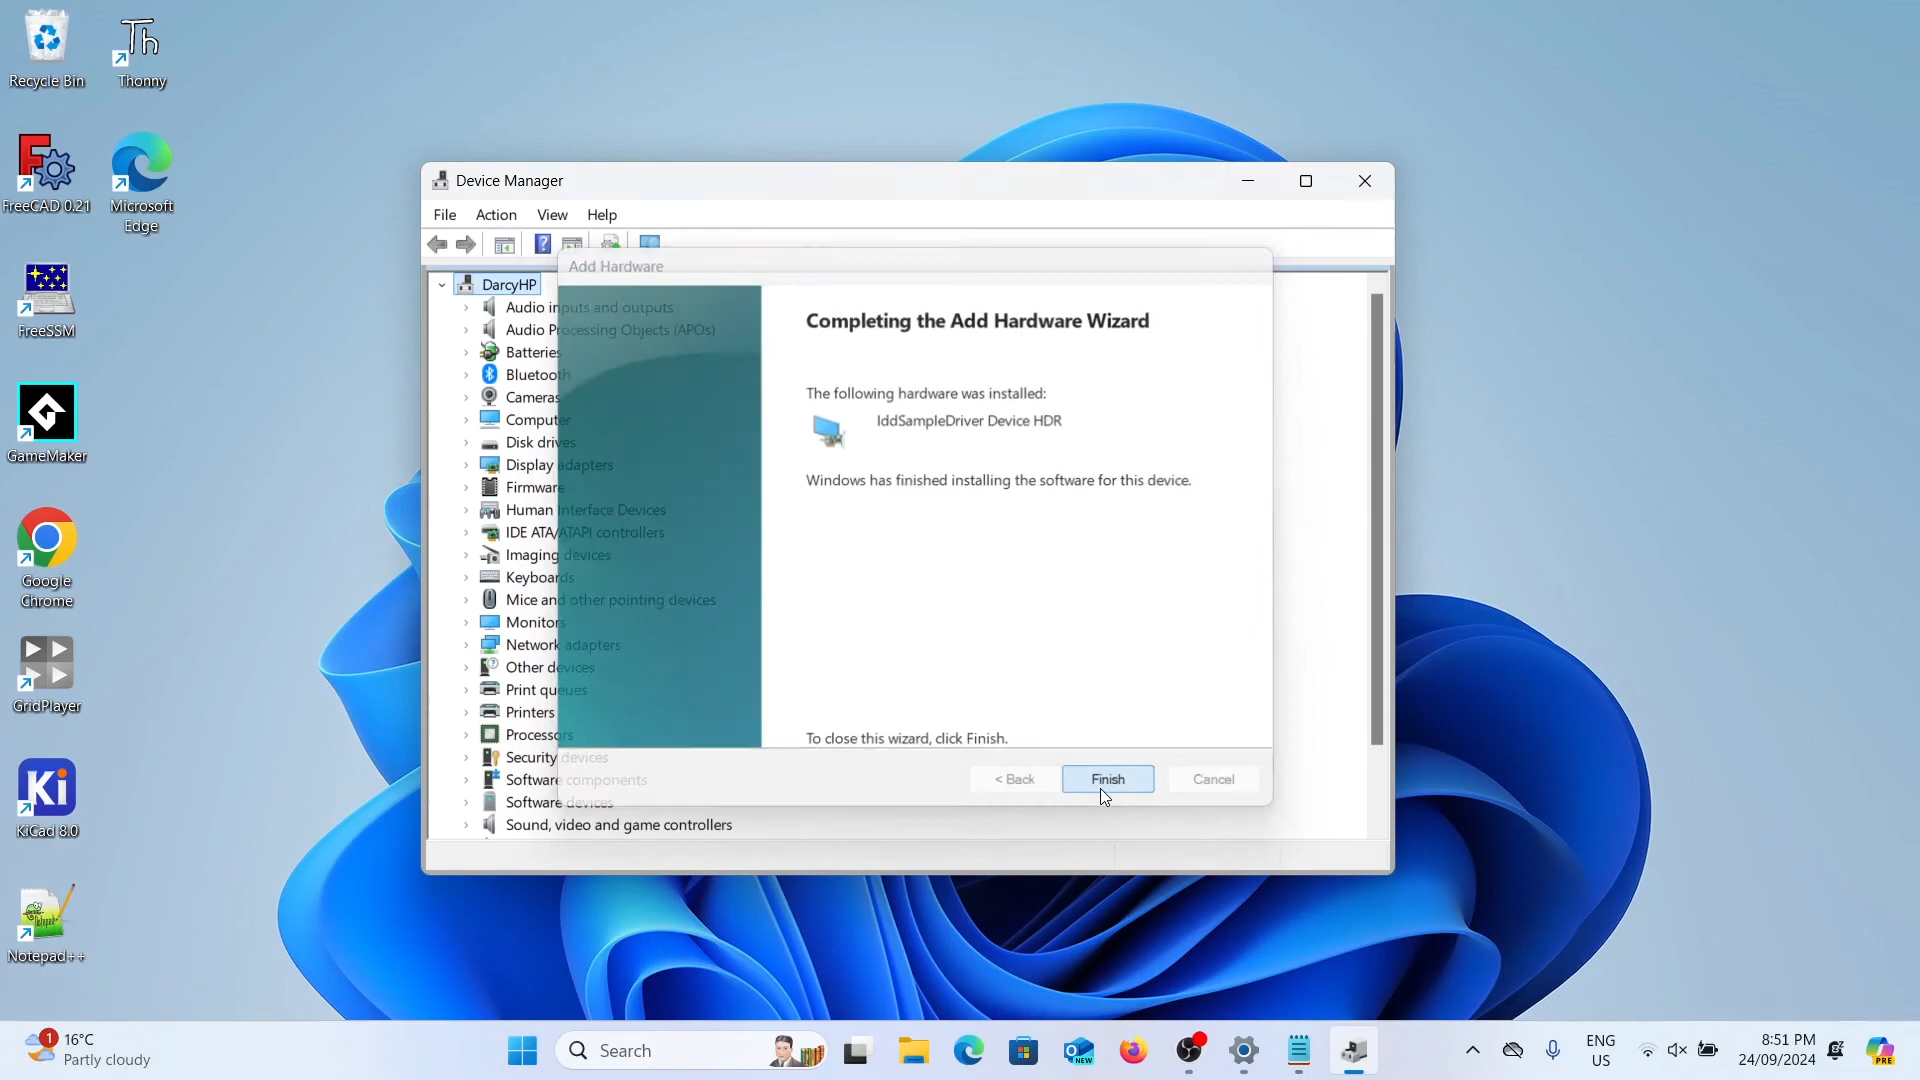 Recycle Bin
Th
Thonny
FreeCAD 0.21
Microsoft
Edge
FreeSSM
GameMaker
Google
Chrome
GridPlayer
Ki
KiCad 8.0
Notepad++
Device Manager
File Action View Help
DarcyHP
Audio inputs and outputs
Audio Processing Objects (APOs)
Batteries
Bluetooth
Cameras
Computer
Disk drives
Display adapters
Firmware
Human Interface Devices
IDE ATA/ATAPI controllers
Imaging devices
Keyboards
Mice and other pointing devices
Monitors
Network adapters
Other devices
Print queues
Printers
Processors
Security devices
Software components
Software devices
Sound, video and game controllers
Add Hardware
Completing the Add Hardware Wizard
The following hardware was installed:
IddSampleDriver Device HDR
Windows has finished installing the software for this device.
To close this wizard, click Finish.
< Back Finish Cancel
1
16°C
Partly cloudy
Search
NEW
ENG
US
8:51 PM
24/09/2024
PRE